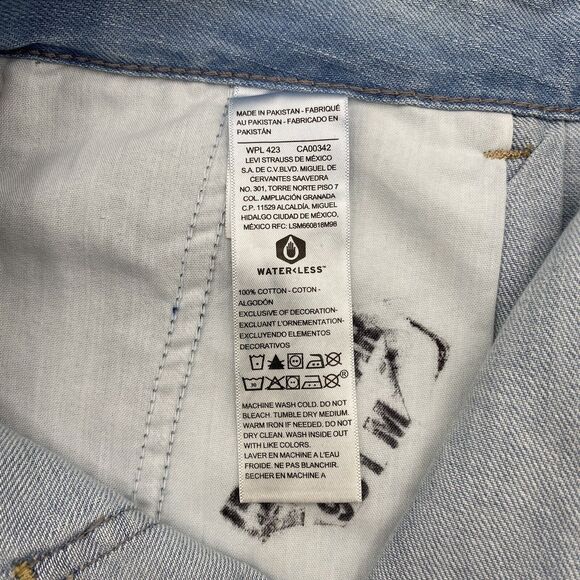 MADE IN PAKISTAN - FABRIQUÉ
AU PAKISTAN - FABRICADO EN
PAKISTÁN
WPL 423 CA00342
LEVI STRAUSS DE MÉXICO
S.A. DE C.V.BLVD. MIGUEL DE
CERVANTES SAAVEDRA
NO. 301, TORRE NORTE PISO 7
COL. AMPLIACIÓN GRANADA
C.P. 11529 ALCALDÍA. MIGUEL
HIDALGO CIUDAD DE MÉXICO,
MÉXICO RFC: LSM660818M98
WATER<LESS™
100% COTTON - COTON -
ALGODÓN
EXCLUSIVE OF DECORATION-
EXCLUANT L'ORNEMENTATION-
EXCLUYENDO ELEMENTOS
DECORATIVOS
®
MACHINE WASH COLD. DO NOT
BLEACH. TUMBLE DRY MEDIUM.
WARM IRON IF NEEDED. DO NOT
DRY CLEAN. WASH INSIDE OUT
WITH LIKE COLORS.
LAVER EN MACHINE A L'EAU
FROIDE. NE PAS BLANCHIR.
SECHER EN MACHINE A